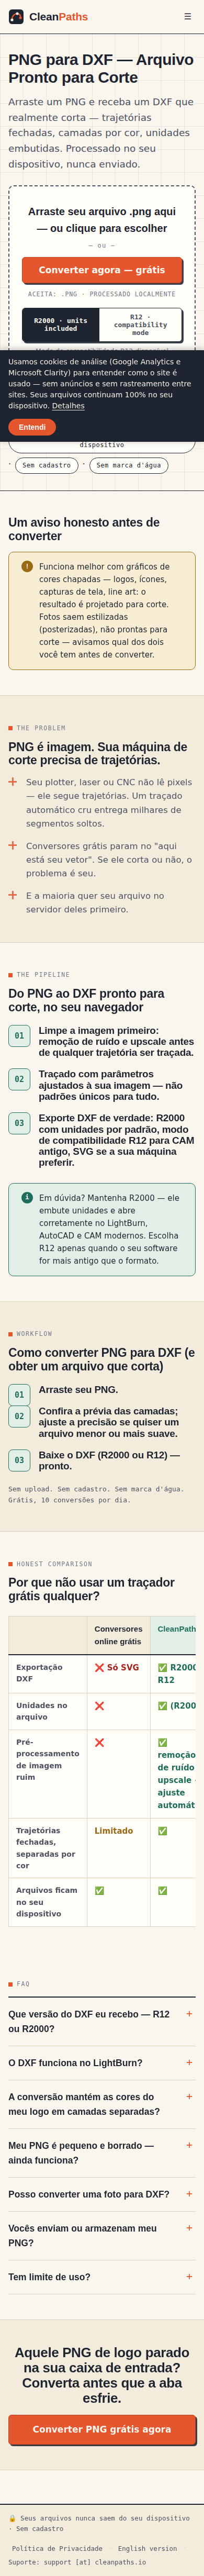 CleanPaths
☰
PNG para DXF — Arquivo
Pronto para Corte
Arraste um PNG e receba um DXF que
realmente corta — trajetórias
fechadas, camadas por cor, unidades
embutidas. Processado no seu
dispositivo, nunca enviado.
Arraste seu arquivo .png aqui
— ou clique para escolher
— ou —
Converter agora — grátis
ACEITA: .PNG · PROCESSADO LOCALMENTE
R2000 · units
included
R12 ·
compatibility
mode
Usamos cookies de análise (Google Analytics e
Microsoft Clarity) para entender como o site é
usado — sem anúncios e sem rastreamento entre
sites. Seus arquivos continuam 100% no seu
dispositivo. Detalhes
Entendi
dispositivo
· Sem cadastro · Sem marca d'água
Um aviso honesto antes de
converter
! Funciona melhor com gráficos de
cores chapadas — logos, ícones,
capturas de tela, line art: o
resultado é projetado para corte.
Fotos saem estilizadas
(posterizadas), não prontas para
corte — avisamos qual dos dois
você tem antes de converter.
THE PROBLEM
PNG é imagem. Sua máquina de
corte precisa de trajetórias.
Seu plotter, laser ou CNC não lê pixels
— ele segue trajetórias. Um traçado
automático cru entrega milhares de
segmentos soltos.
Conversores grátis param no "aqui
está seu vetor". Se ele corta ou não, o
problema é seu.
E a maioria quer seu arquivo no
servidor deles primeiro.
THE PIPELINE
Do PNG ao DXF pronto para
corte, no seu navegador
01 Limpe a imagem primeiro:
remoção de ruído e upscale antes
de qualquer trajetória ser traçada.
02 Traçado com parâmetros
ajustados à sua imagem — não
padrões únicos para tudo.
03 Exporte DXF de verdade: R2000
com unidades por padrão, modo
de compatibilidade R12 para CAM
antigo, SVG se a sua máquina
preferir.
i Em dúvida? Mantenha R2000 — ele
embute unidades e abre
corretamente no LightBurn,
AutoCAD e CAM modernos. Escolha
R12 apenas quando o seu software
for mais antigo que o formato.
WORKFLOW
Como converter PNG para DXF (e
obter um arquivo que corta)
01 Arraste seu PNG.
02 Confira a prévia das camadas;
ajuste a precisão se quiser um
arquivo menor ou mais suave.
03 Baixe o DXF (R2000 ou R12) —
pronto.
Sem upload. Sem cadastro. Sem marca d'água.
Grátis, 10 conversões por dia.
HONEST COMPARISON
Por que não usar um traçador
grátis qualquer?
Conversores
online grátis
CleanPath
Exportação
DXF
❌ Só SVG
✅ R2000
R12
Unidades no
arquivo
❌
✅ (R200
Pré-
processamento
de imagem
ruim
❌
✅
remoção
de ruído
upscale
ajuste
automát
Trajetórias
fechadas,
separadas por
cor
Limitado
✅
Arquivos ficam
no seu
dispositivo
✅
✅
FAQ
Que versão do DXF eu recebo — R12
ou R2000?
+
O DXF funciona no LightBurn?
+
A conversão mantém as cores do
meu logo em camadas separadas?
+
Meu PNG é pequeno e borrado —
ainda funciona?
+
Posso converter uma foto para DXF?
+
Vocês enviam ou armazenam meu
PNG?
+
Tem limite de uso?
+
Aquele PNG de logo parado
na sua caixa de entrada?
Converta antes que a aba
esfrie.
Converter PNG grátis agora
🔒 Seus arquivos nunca saem do seu dispositivo
· Sem cadastro
Política de Privacidade English version
Suporte: support [at] cleanpaths.io